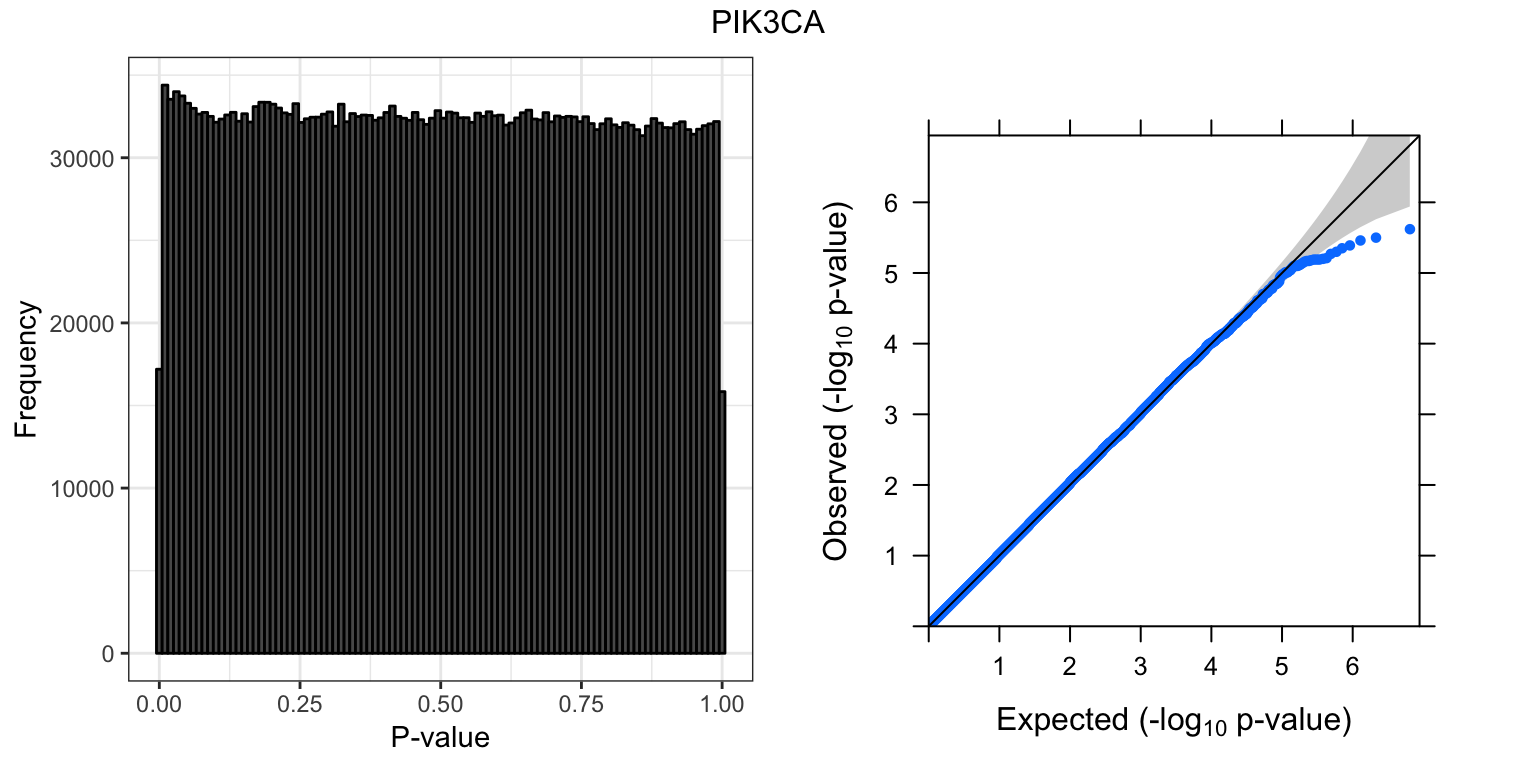 PIK3CA
Frequency
30000
20000
10000
0
0.00 0.25 0.50 0.75 1.00
P-value
Observed (-log10 p-value)
6
5
4
3
2
1
1 2 3 4 5 6
Expected (-log10 p-value)